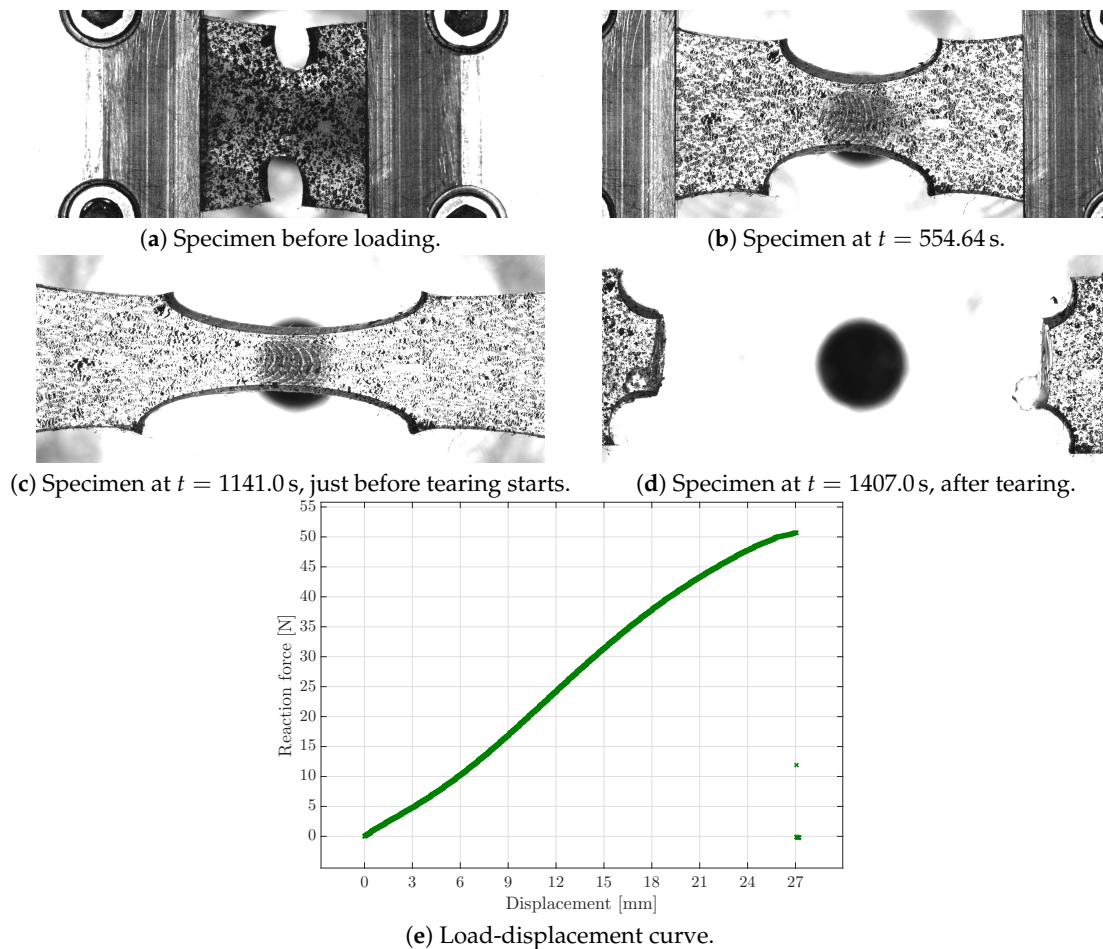 (a) Specimen before loading.
(b) Specimen at t = 554.64 s.
(c) Specimen at t = 1141.0 s, just before tearing starts.
(d) Specimen at t = 1407.0 s, after tearing.
55
50
45
40
35
30
25
20
15
10
5
0
Reaction force [N]
0 3 6 9 12 15 18 21 24 27
Displacement [mm]
(e) Load-displacement curve.